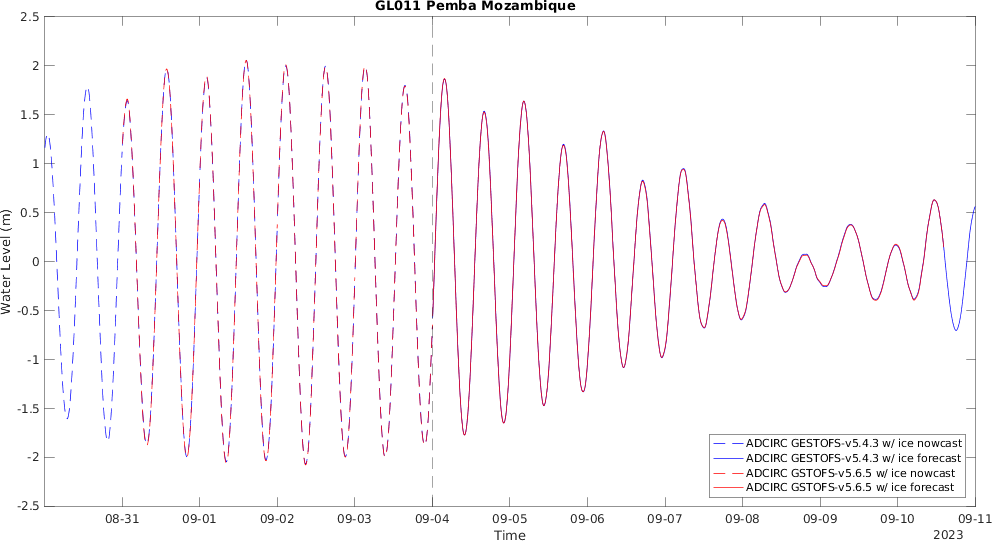 GL011 Pemba Mozambique
2.5
2
1.5
1
0.5
0
-0.5
-1
-1.5
-2
-2.5
Water Level (m)
ADCIRC GESTOFS-v5.4.3 w/ ice nowcast
ADCIRC GESTOFS-v5.4.3 w/ ice forecast
ADCIRC GSTOFS-v5.6.5 w/ ice nowcast
ADCIRC GSTOFS-v5.6.5 w/ ice forecast
08-31 09-01 09-02 09-03 09-04 09-05 09-06 09-07 09-08 09-09 09-10 09-11
Time
2023